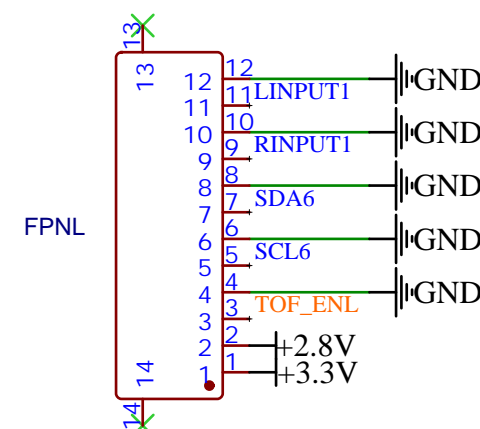 13
13
12 12 GND
11 11 LINPUT1
10 10 GND
9 9 RINPUT1
8 8 GND
7 7 SDA6
FPNL
6 6 GND
5 5 SCL6
4 4 GND
3 3 TOF_ENL
2 2 +2.8V
1 1 +3.3V
14
14